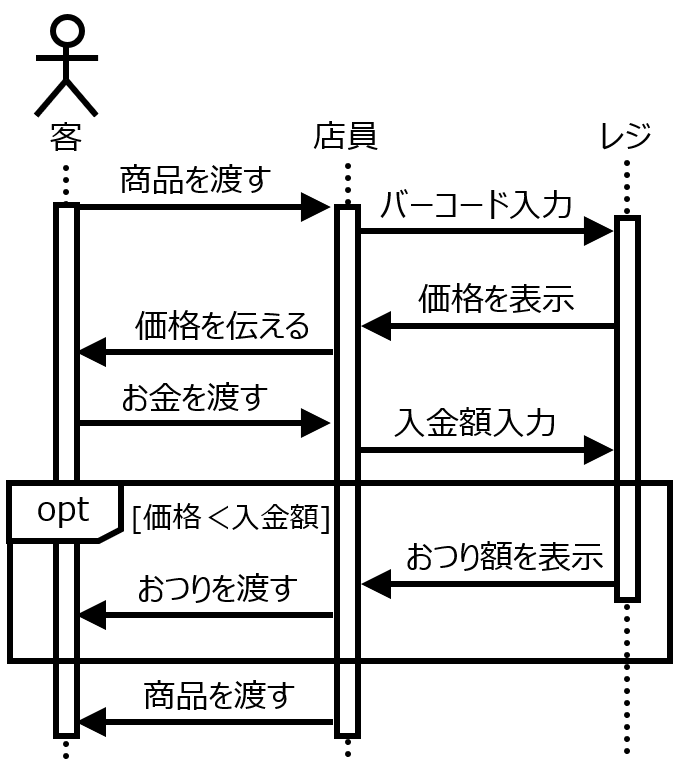 客
店員
レジ
商品を渡す
バーコード入力
価格を表示
価格を伝える
お金を渡す
入金額入力
opt
[価格<入金額]
おつり額を表示
おつりを渡す
商品を渡す